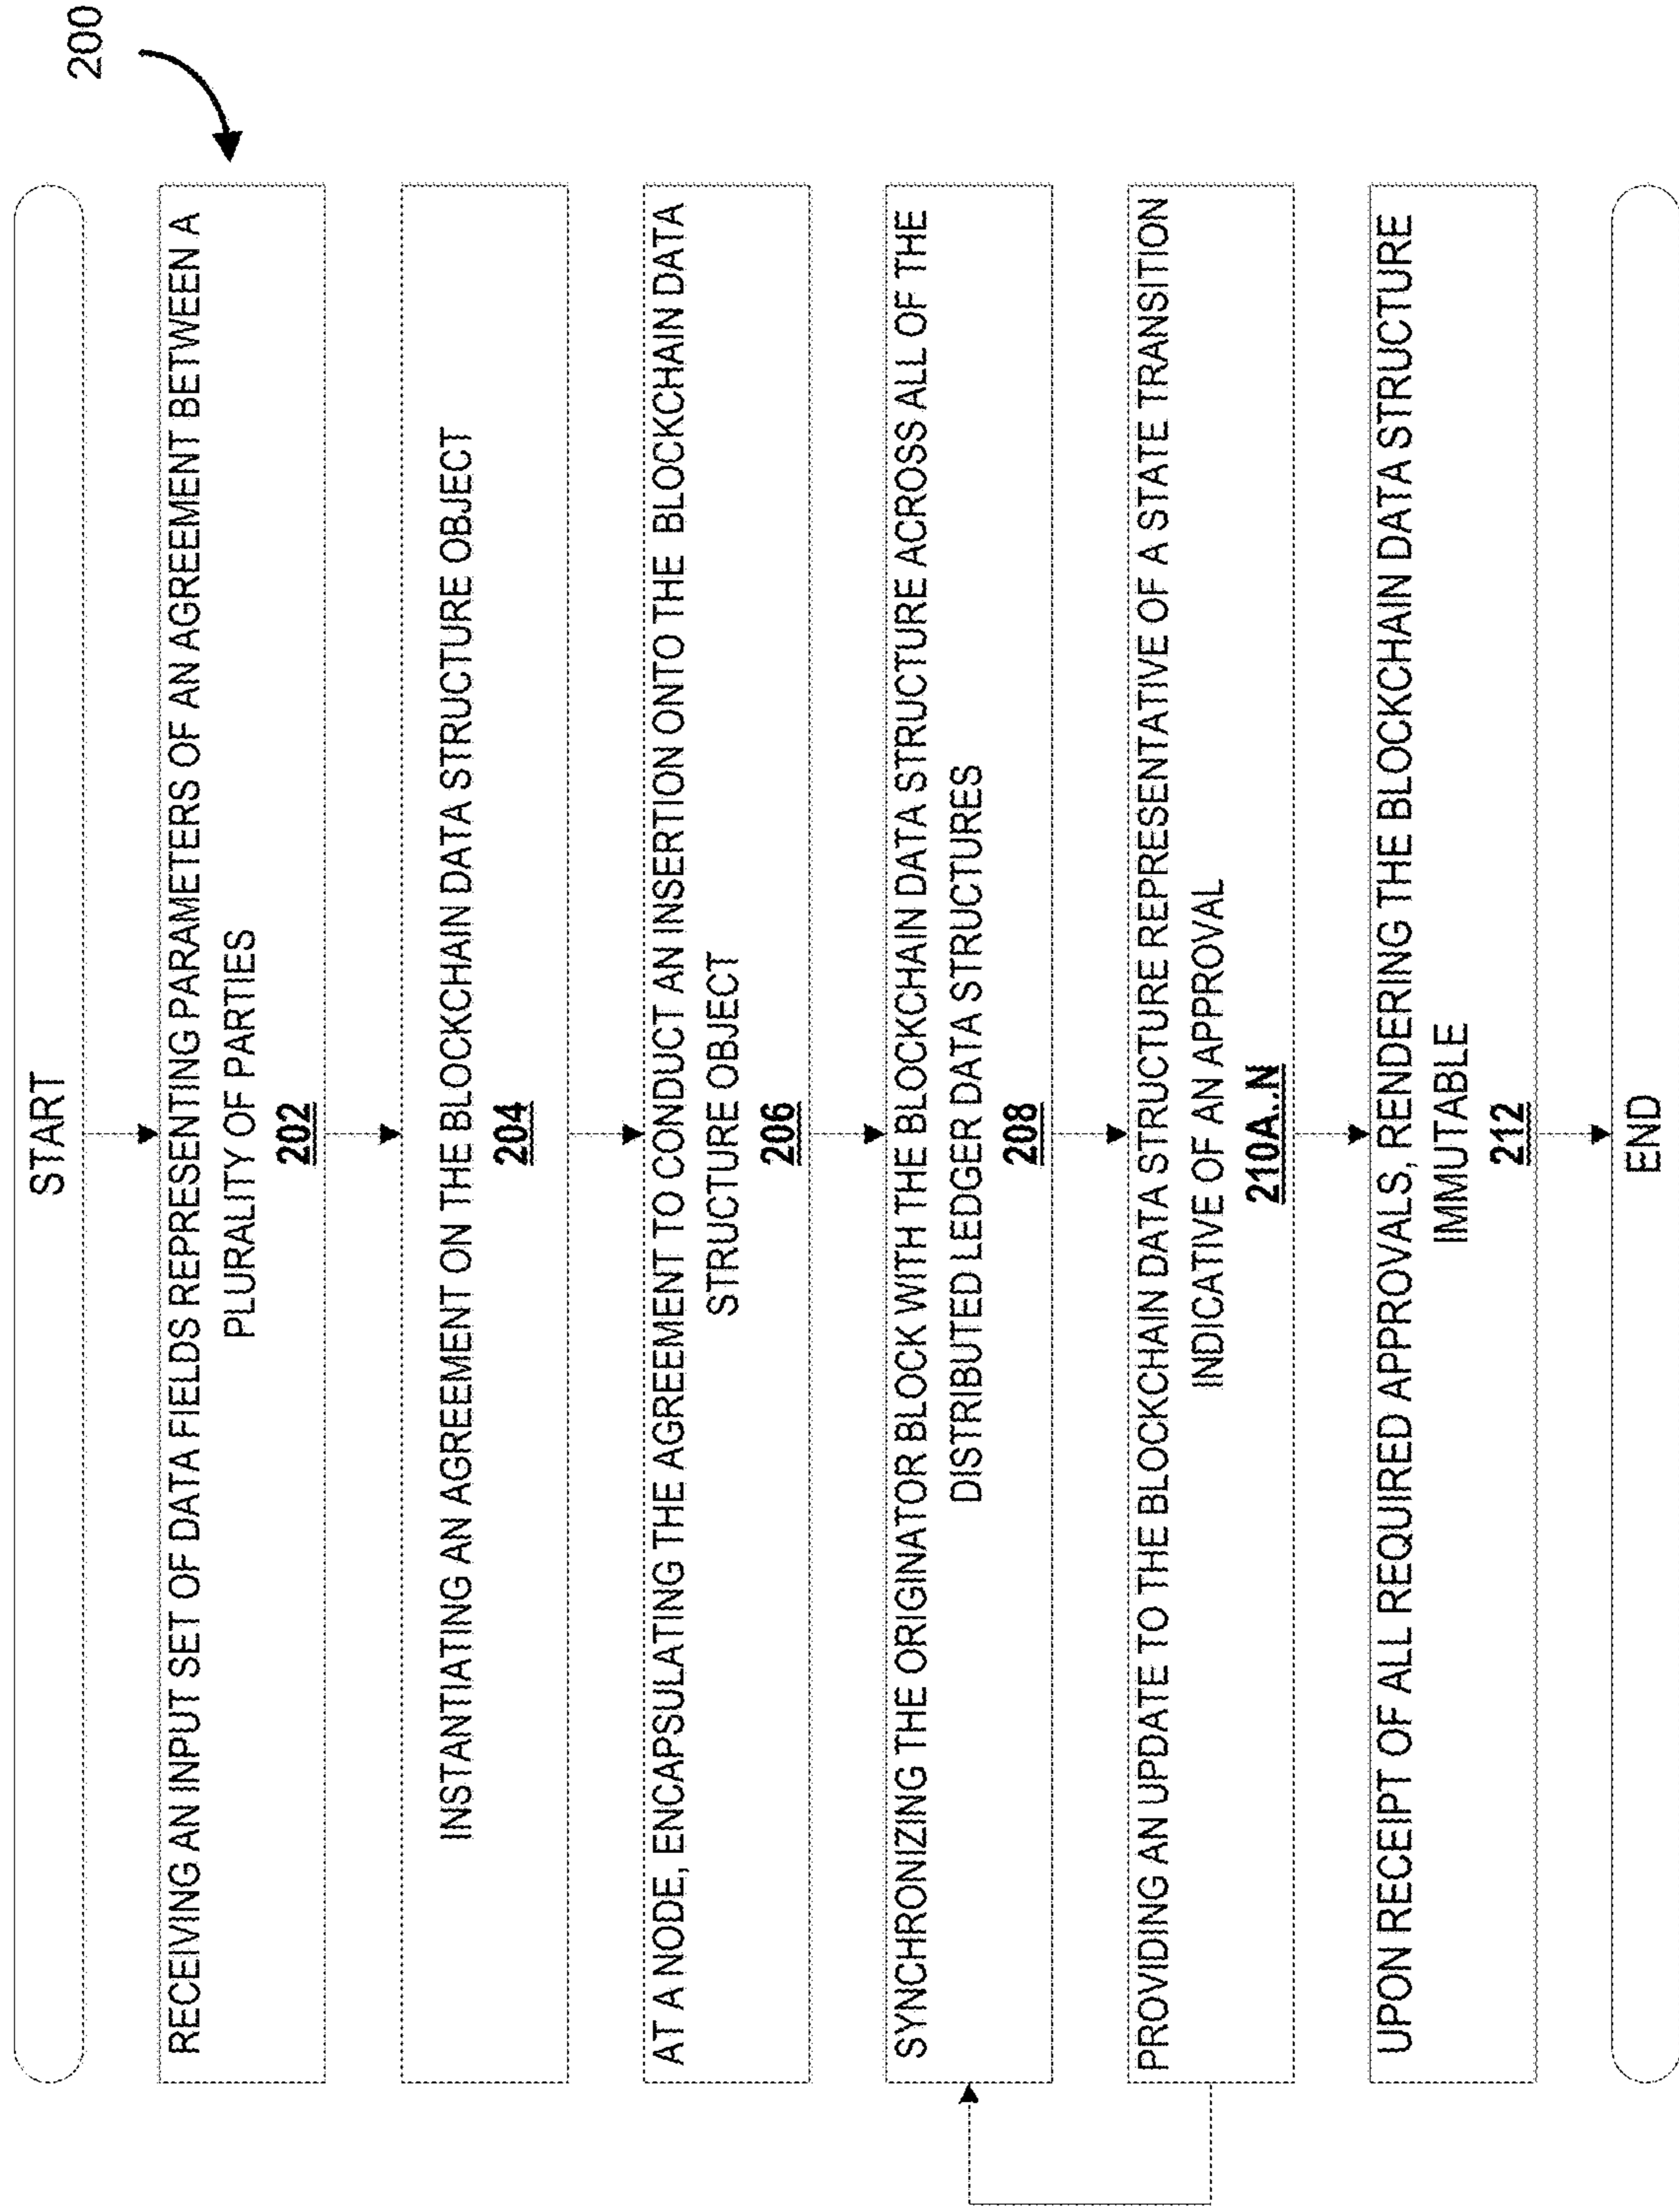 200
START
RECEIVING AN INPUT SET OF DATA FIELDS REPRESENTING PARAMETERS OF AN AGREEMENT BETWEEN A
PLURALITY OF PARTIES
202
INSTANTIATING AN AGREEMENT ON THE BLOCKCHAIN DATA STRUCTURE OBJECT
204
AT A NODE, ENCAPSULATING THE AGREEMENT TO CONDUCT AN INSERTION ONTO THE BLOCKCHAIN DATA
STRUCTURE OBJECT
206
SYNCHRONIZING THE ORIGINATOR BLOCK WITH THE BLOCKCHAIN DATA STRUCTURE ACROSS ALL OF THE
DISTRIBUTED LEDGER DATA STRUCTURES
208
PROVIDING AN UPDATE TO THE BLOCKCHAIN DATA STRUCTURE REPRESENTATIVE OF A STATE TRANSITION
INDICATIVE OF AN APPROVAL
210A..N
UPON RECEIPT OF ALL REQUIRED APPROVALS, RENDERING THE BLOCKCHAIN DATA STRUCTURE
IMMUTABLE
212
END